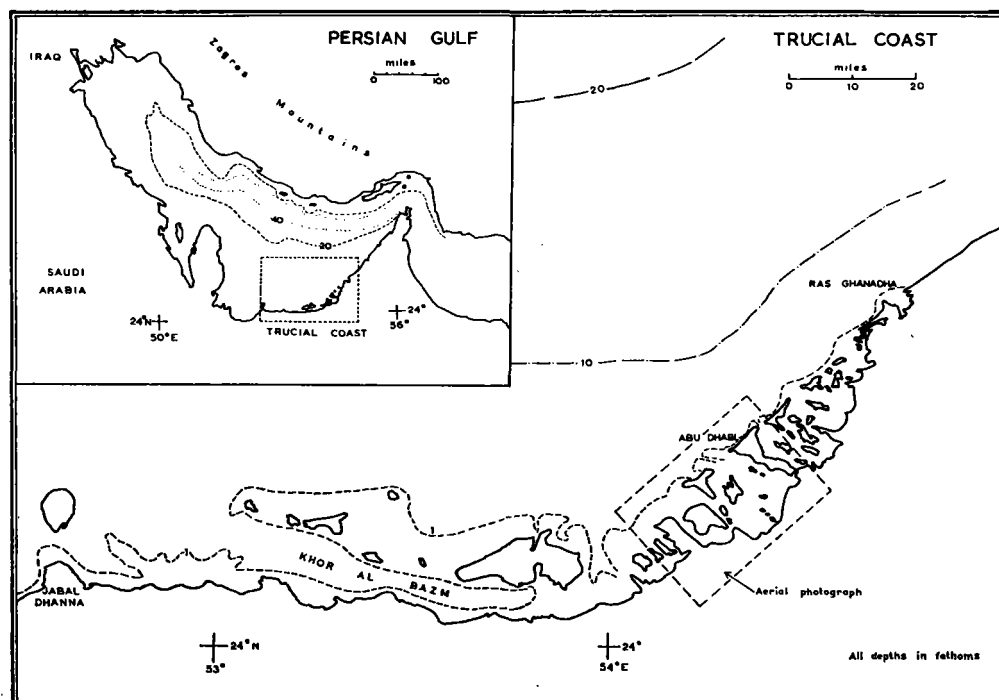 PERSIAN GULF
miles
0 100
IRAQ
Zagros
Mountains
40
20
SAUDI
ARABIA
24°N
50°E
24°
56°
TRUCIAL COAST
TRUCIAL COAST
miles
0 10 20
20
RAS GHANADHA
10
ABU DHABI
1
KHOR AL BAZM
JABAL
DHANNA
Aerial photograph
24°N
53°
24°
54°E
All depths in fathoms